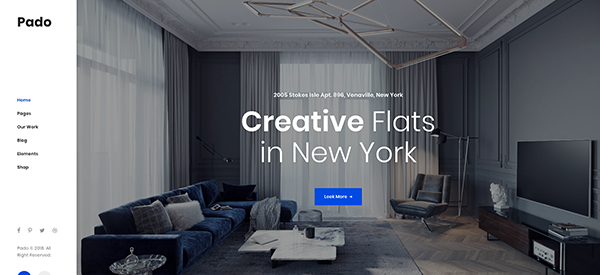 Pado
Home
Pages
Our Work
Blog
Elements
Shop
Pado © 2018. All
Right Reserved.
2005 Stokes Isle Apt. 896, Venaville, New York
Creative Flats
in New York
Look More →